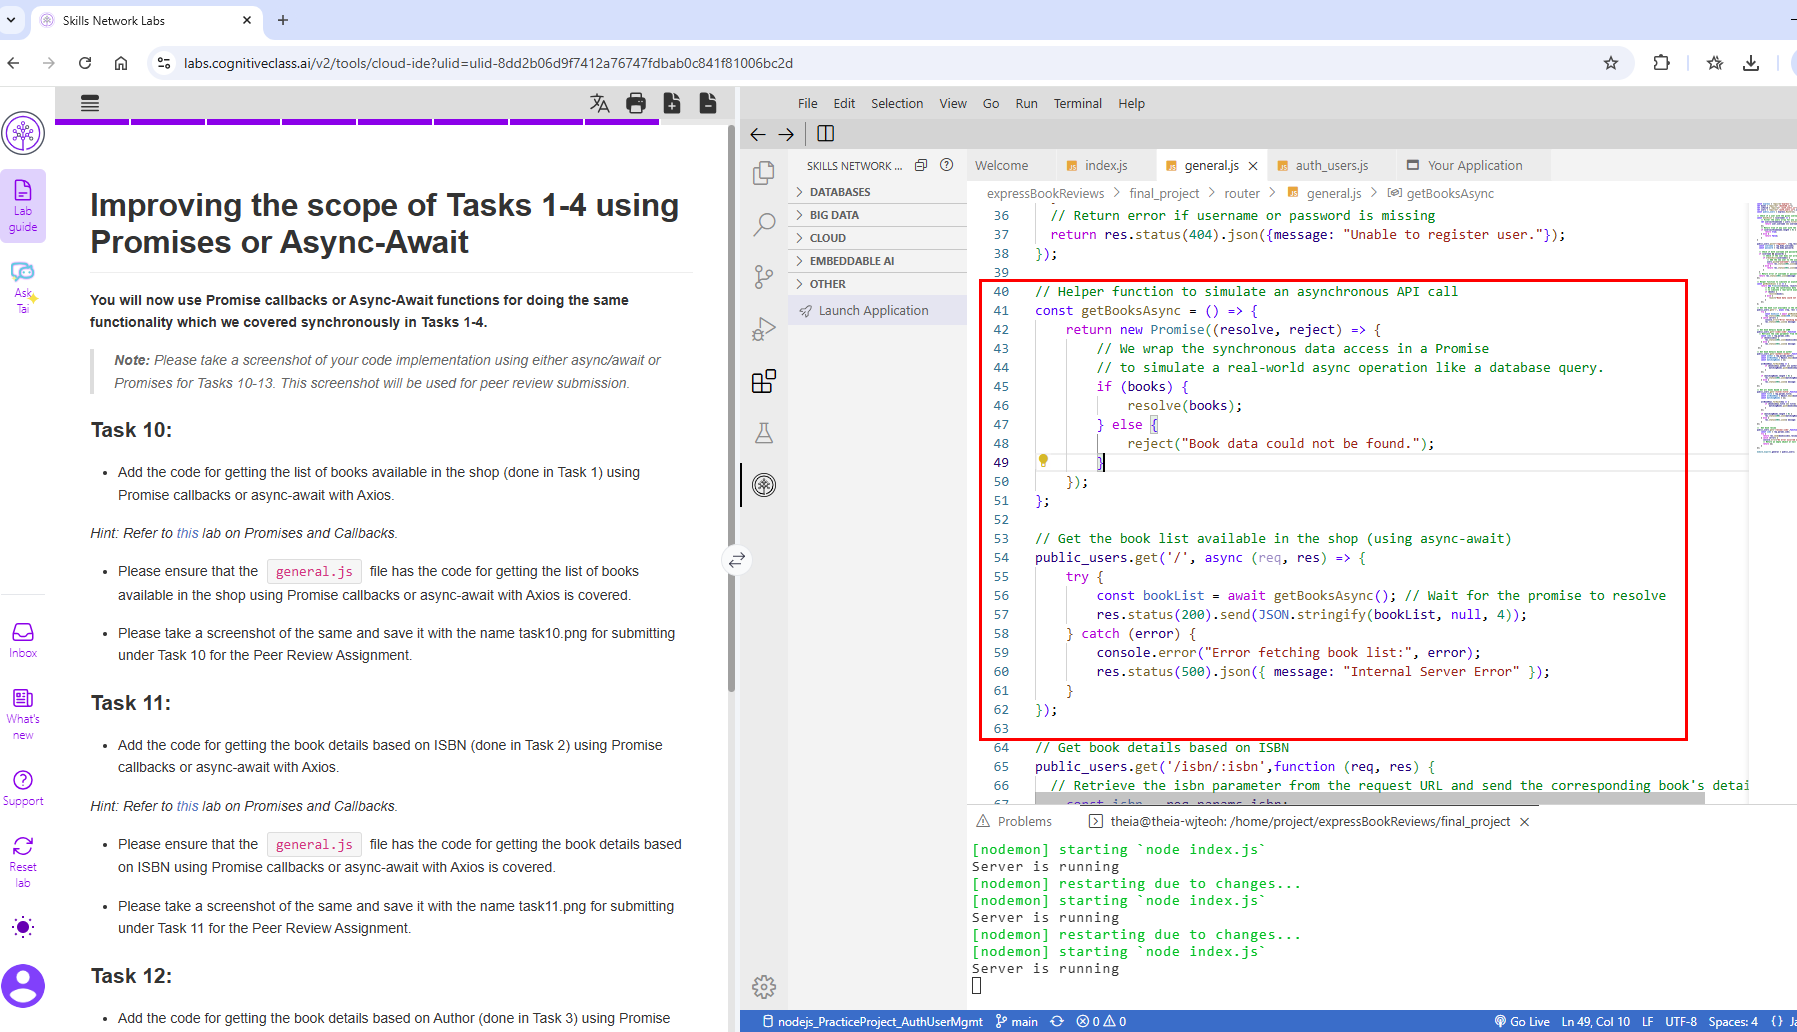 Skills Network Labs
labs.cognitiveclass.ai/v2/tools/cloud-ide?ulid=ulid-8dd2b06d9f7412a76747fdbab0c841f81006bc2d
Lab
guide
Ask
Tai
Inbox
What's
new
Support
Reset
lab
Improving the scope of Tasks 1-4 using
Promises or Async-Await
You will now use Promise callbacks or Async-Await functions for doing the same
functionality which we covered synchronously in Tasks 1-4.
Note: Please take a screenshot of your code implementation using either async/await or
Promises for Tasks 10-13. This screenshot will be used for peer review submission.
Task 10:
• Add the code for getting the list of books available in the shop (done in Task 1) using
Promise callbacks or async-await with Axios.
Hint: Refer to this lab on Promises and Callbacks.
• Please ensure that the general.js file has the code for getting the list of books
available in the shop using Promise callbacks or async-await with Axios is covered.
• Please take a screenshot of the same and save it with the name task10.png for submitting
under Task 10 for the Peer Review Assignment.
Task 11:
• Add the code for getting the book details based on ISBN (done in Task 2) using Promise
callbacks or async-await with Axios.
Hint: Refer to this lab on Promises and Callbacks.
• Please ensure that the general.js file has the code for getting the book details based
on ISBN using Promise callbacks or async-await with Axios is covered.
• Please take a screenshot of the same and save it with the name task11.png for submitting
under Task 11 for the Peer Review Assignment.
Task 12:
• Add the code for getting the book details based on Author (done in Task 3) using Promise
File Edit Selection View Go Run Terminal Help
SKILLS NETWORK ...
DATABASES
BIG DATA
CLOUD
EMBEDDABLE AI
OTHER
Launch Application
Welcome index.js general.js auth_users.js Your Application
expressBookReviews > final_project > router > general.js > getBooksAsync
36 // Return error if username or password is missing
37 return res.status(404).json({message: "Unable to register user."});
38 });
39
40 // Helper function to simulate an asynchronous API call
41 const getBooksAsync = () => {
42 return new Promise((resolve, reject) => {
43 // We wrap the synchronous data access in a Promise
44 // to simulate a real-world async operation like a database query.
45 if (books) {
46 resolve(books);
47 } else {
48 reject("Book data could not be found.");
49 }
50 });
51 };
52
53 // Get the book list available in the shop (using async-await)
54 public_users.get('/', async (req, res) => {
55 try {
56 const bookList = await getBooksAsync(); // Wait for the promise to resolve
57 res.status(200).send(JSON.stringify(bookList, null, 4));
58 } catch (error) {
59 console.error("Error fetching book list:", error);
60 res.status(500).json({ message: "Internal Server Error" });
61 }
62 });
63
64 // Get book details based on ISBN
65 public_users.get('/isbn/:isbn',function (req, res) {
66 // Retrieve the isbn parameter from the request URL and send the corresponding book's detai
67 const isbn = req.params.isbn;
Problems theia@theia-wjteoh: /home/project/expressBookReviews/final_project
[nodemon] starting `node index.js`
Server is running
[nodemon] restarting due to changes...
[nodemon] starting `node index.js`
Server is running
[nodemon] restarting due to changes...
[nodemon] starting `node index.js`
Server is running
nodejs_PracticeProject_AuthUserMgmt main 0 0 Go Live Ln 49, Col 10 LF UTF-8 Spaces: 4 {}